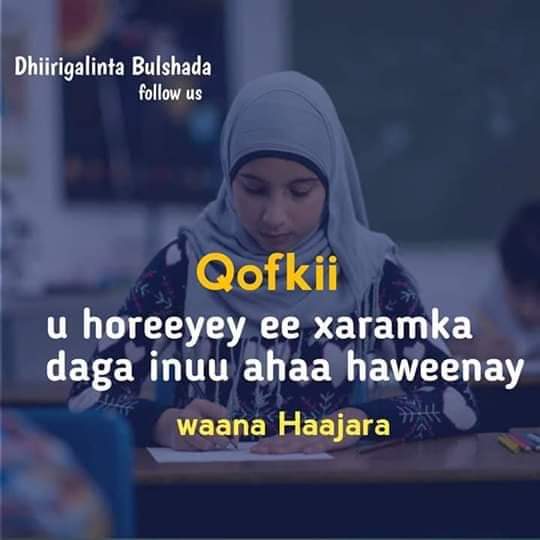 Dhiirigalinta Bulshada
follow us
Qofkii
u horeeyey ee xaramka
daga inuu ahaa haweenay
waana Haajara